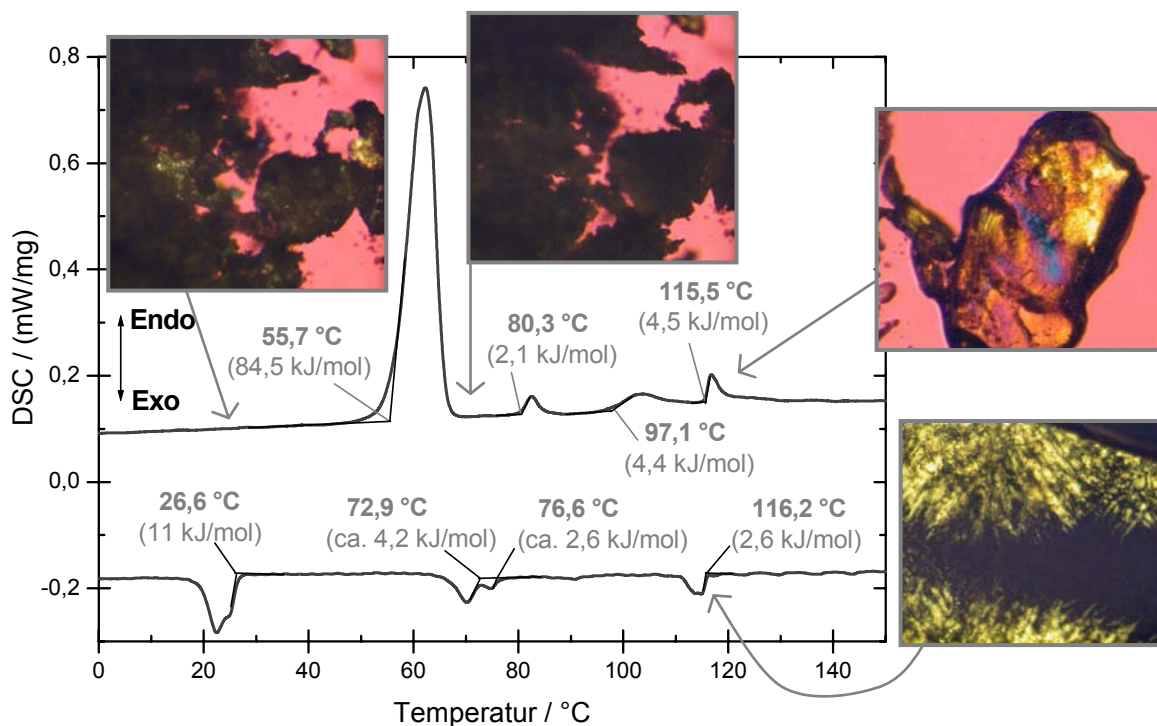 0,8
0,6
0,4
0,2
0,0
-0,2
DSC / (mW/mg)
Endo
Exo
55,7 °C
(84,5 kJ/mol)
80,3 °C
(2,1 kJ/mol)
115,5 °C
(4,5 kJ/mol)
97,1 °C
(4,4 kJ/mol)
26,6 °C
(11 kJ/mol)
72,9 °C
(ca. 4,2 kJ/mol)
76,6 °C
(ca. 2,6 kJ/mol)
116,2 °C
(2,6 kJ/mol)
0 20 40 60 80 100 120 140
Temperatur / °C